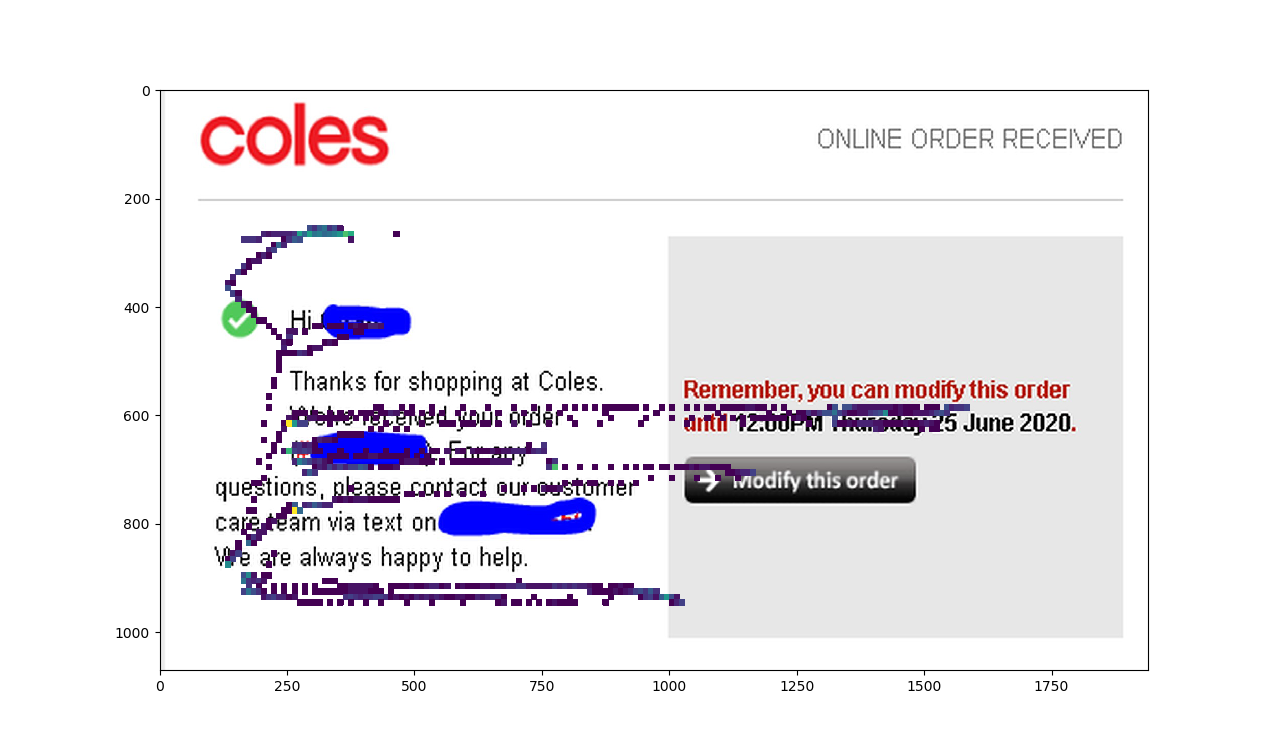 coles
ONLINE ORDER RECEIVED
Hi
Thanks for shopping at Coles.
We've received your order
For any
questions, please contact our customer
care team via text on
We are always happy to help.
Remember, you can modify this order
until 12:00PM Thursday 25 June 2020.
Modify this order
0
200
400
600
800
1000
0
250
500
750
1000
1250
1500
1750